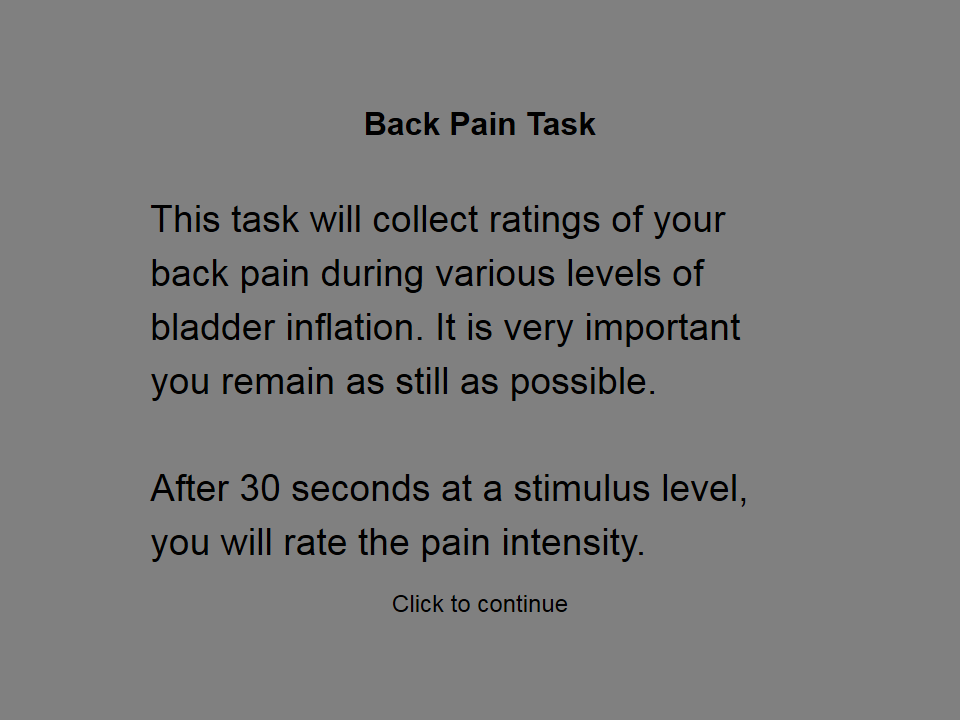 Back Pain Task
This task will collect ratings of your
back pain during various levels of
bladder inflation. It is very important
you remain as still as possible.
After 30 seconds at a stimulus level,
you will rate the pain intensity.
Click to continue